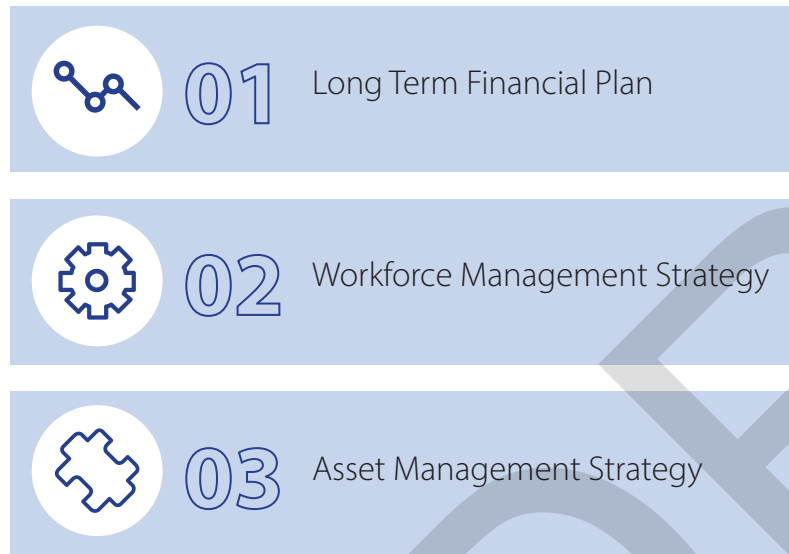 01 Long Term Financial Plan
02 Workforce Management Strategy
03 Asset Management Strategy